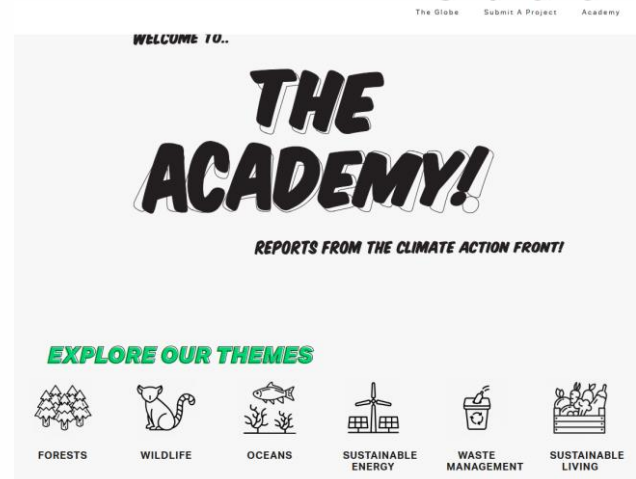 The Globe Submit A Project Academy
WELCOME TO..
THE
ACADEMY!
REPORTS FROM THE CLIMATE ACTION FRONT!
EXPLORE OUR THEMES
FORESTS
WILDLIFE
OCEANS
SUSTAINABLE
ENERGY
WASTE
MANAGEMENT
SUSTAINABLE
LIVING